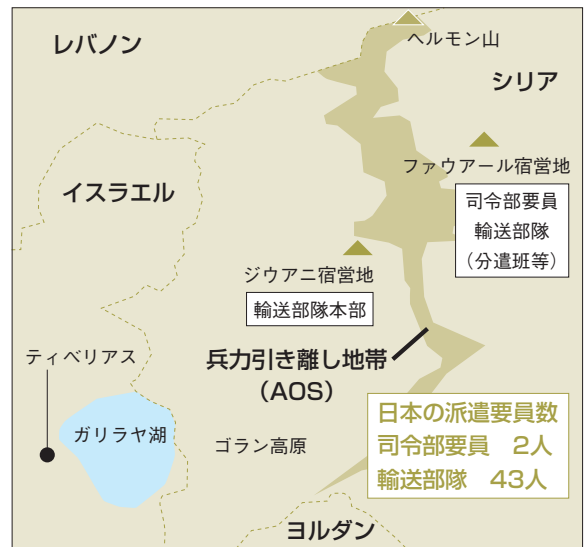 レバノン
ヘルモン山
シリア
ファウアール宿営地
イスラエル
司令部要員
輸送部隊
（分遣班等）
ジウアニ宿営地
輸送部隊本部
ティベリアス
兵力引き離し地帯
（AOS）
ガリラヤ湖
ゴラン高原
日本の派遣要員数
司令部要員　2人
輸送部隊　43人
ヨルダン